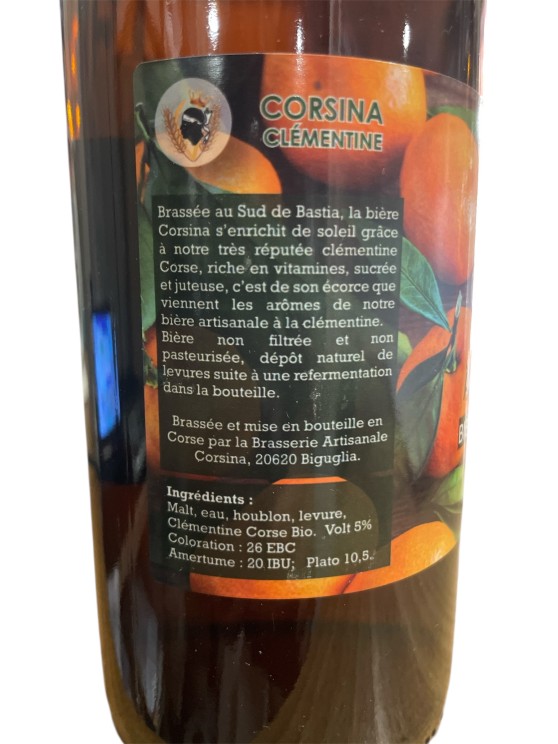 CORSINA
CLÉMENTINE
Brassée au Sud de Bastia, la bière
Corsina s'enrichit de soleil grâce
à notre très réputée clémentine
Corse, riche en vitamines, sucrée
et juteuse, c'est de son écorce que
viennent les arômes de notre
bière artisanale à la clémentine.
Bière non filtrée et non
pasteurisée, dépôt naturel de
levures suite à une refermentation
dans la bouteille.
Brassée et mise en bouteille en
Corse par la Brasserie Artisanale
Corsina, 20620 Biguglia.
Ingrédients :
Malt, eau, houblon, levure,
Clémentine Corse Bio. Volt 5%
Coloration : 26 EBC
Amertume : 20 IBU; Plato 10,5.